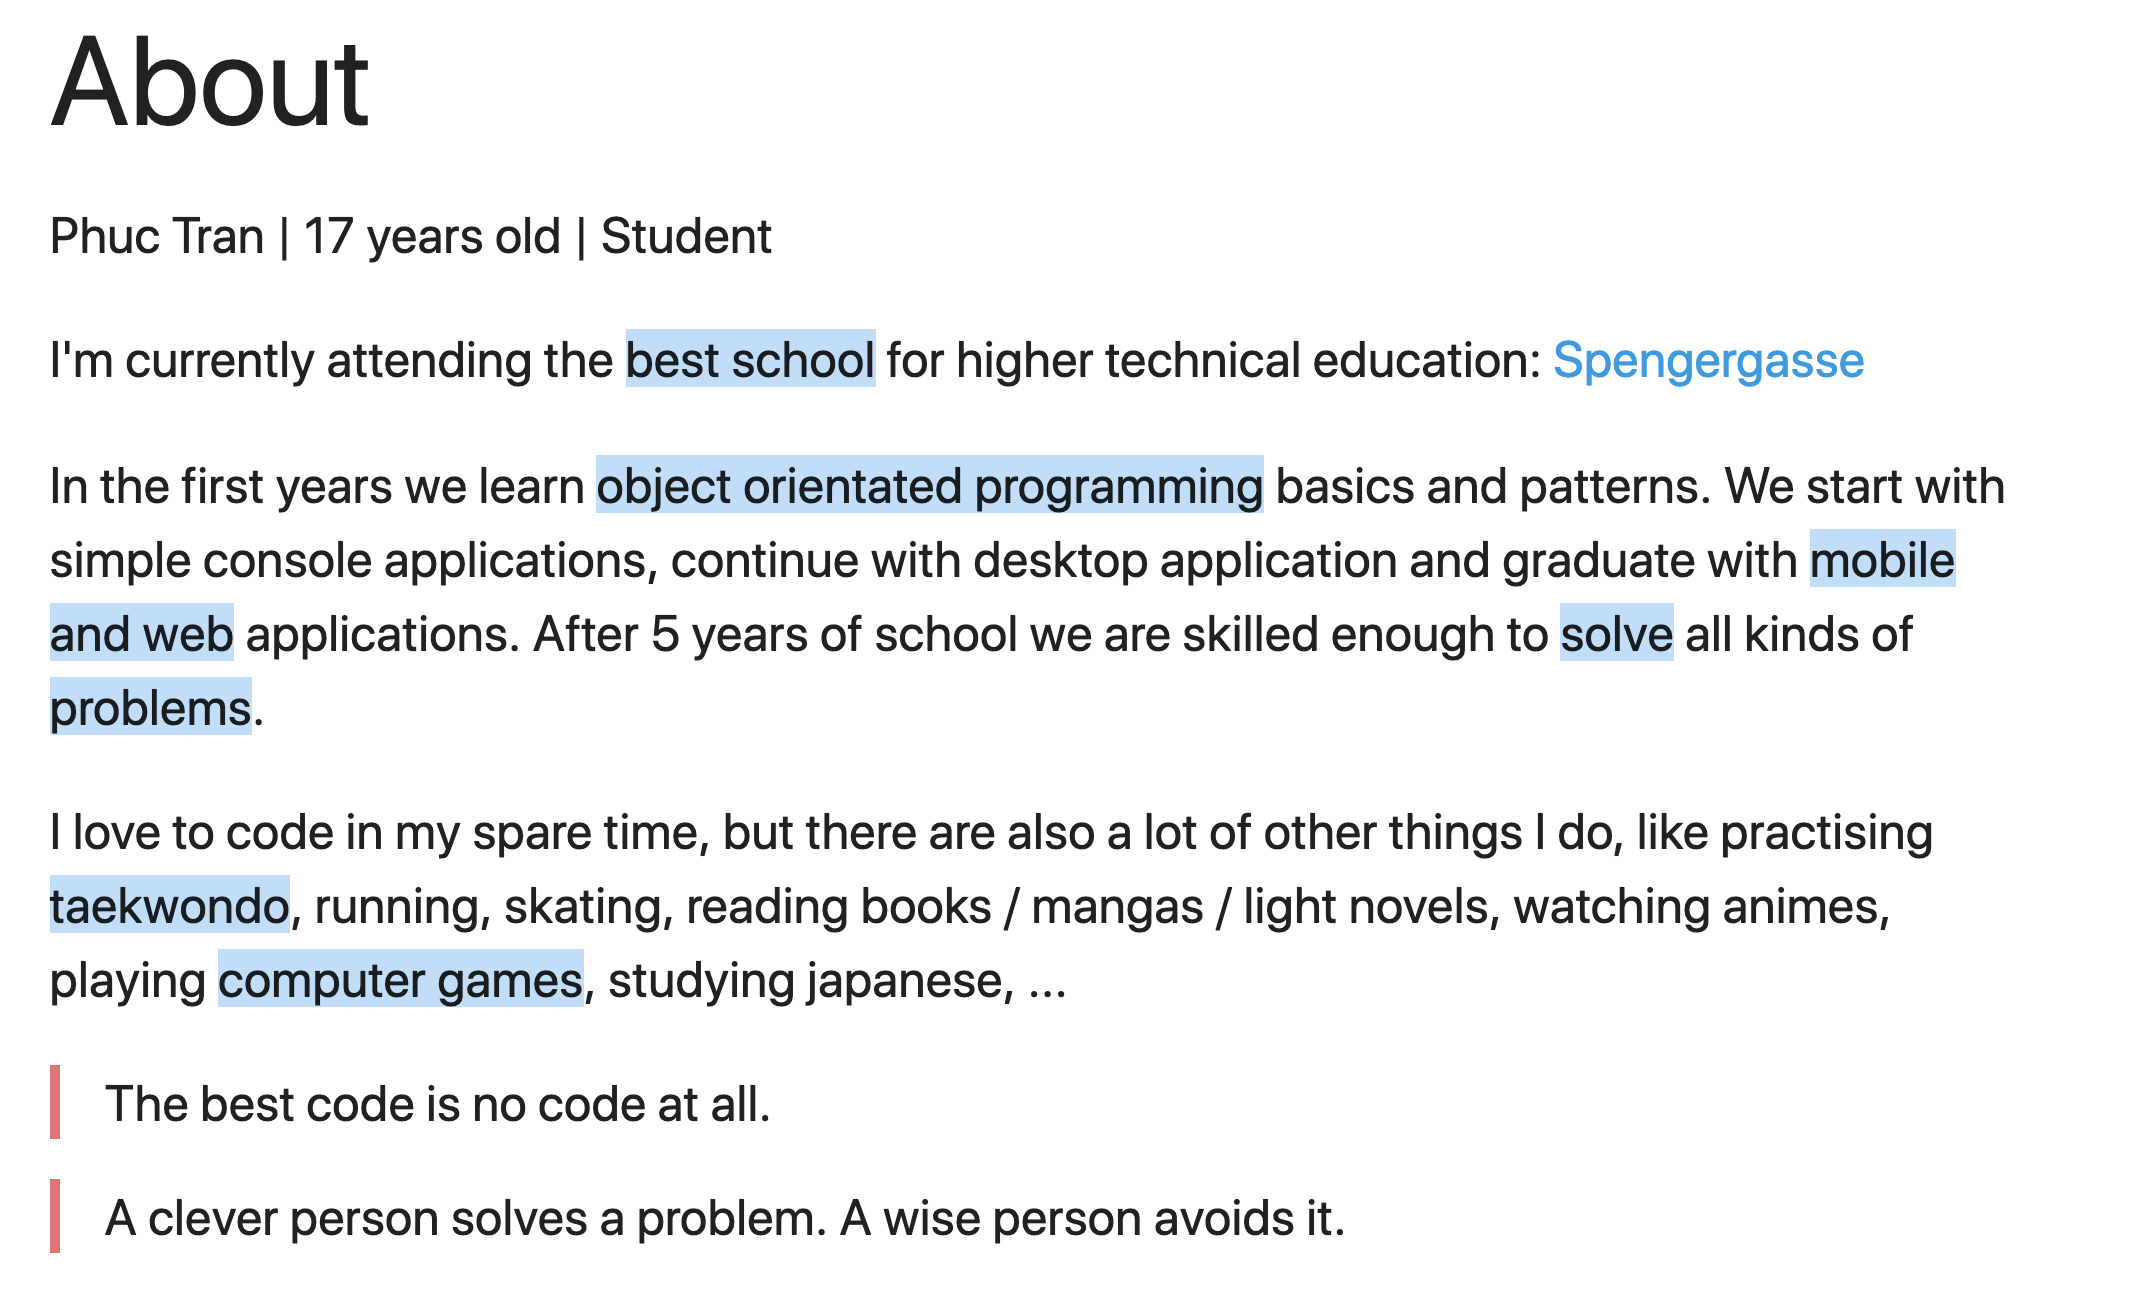 About
Phuc Tran | 17 years old | Student
I'm currently attending the best school for higher technical education: Spengergasse
In the first years we learn object orientated programming basics and patterns. We start with
simple console applications, continue with desktop application and graduate with mobile
and web applications. After 5 years of school we are skilled enough to solve all kinds of
problems.
I love to code in my spare time, but there are also a lot of other things I do, like practising
taekwondo, running, skating, reading books / mangas / light novels, watching animes,
playing computer games, studying japanese, ...
The best code is no code at all.
A clever person solves a problem. A wise person avoids it.